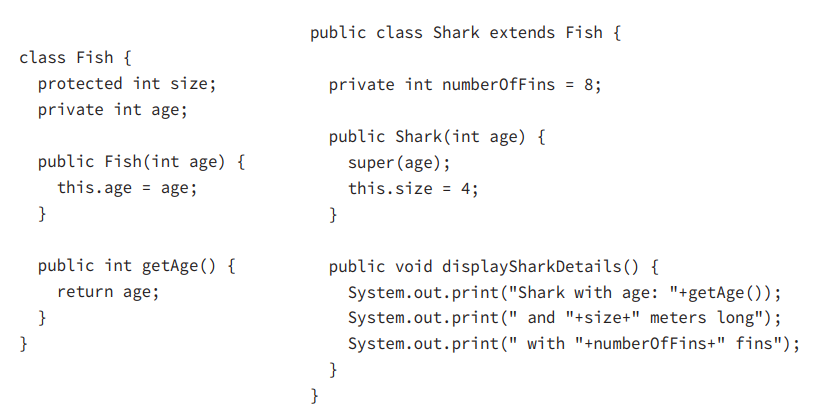 class Fish {
protected int size;
private int age;
public Fish(int age) {
this.age = age;
}
public int getAge() {
return age;
}
}
public class Shark extends Fish {
private int numberOfFins = 8;
public Shark(int age) {
super(age);
this.size = 4;
}
public void displaySharkDetails() {
System.out.print("Shark with age: "+getAge());
System.out.print(" and "+size+" meters long");
System.out.print(" with "+numberOfFins+" fins");
}
}